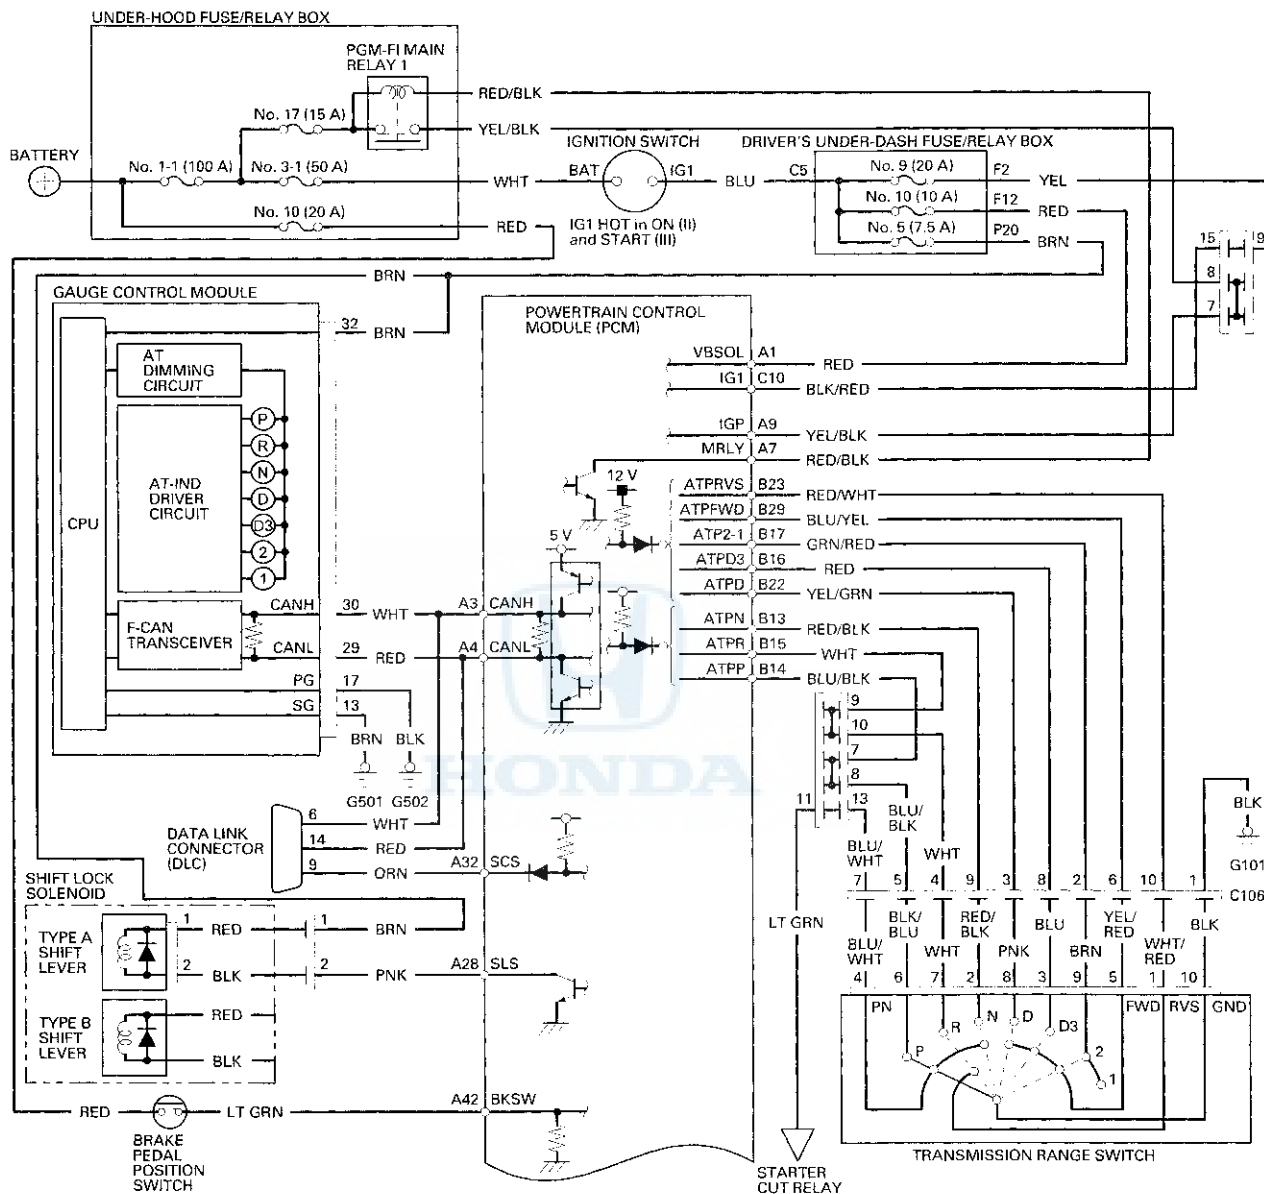 UNDER-HOOD FUSE/RELAY BOX
PGM-FI MAIN
RELAY 1
RED/BLK
No. 17 (15 A)
YEL/BLK
IGNITION SWITCH
DRIVER'S UNDER-DASH FUSE/RELAY BOX
BATTERY
No. 1-1 (100 A)
No. 3-1 (50 A)
WHT
BAT
IG1
BLU
C5
No. 9 (20 A)
F2
YEL
No. 10 (10 A)
F12
RED
No. 10 (20 A)
RED
IG1 HOT in ON (II)
and START (III)
No. 5 (7.5 A)
P20
BRN
15
9
8
7
BRN
GAUGE CONTROL MODULE
POWERTRAIN CONTROL
MODULE (PCM)
32
BRN
AT
DIMMING
CIRCUIT
VBSOL
A1
RED
IG1
C10
BLK/RED
IGP
A9
YEL/BLK
MRLY
A7
RED/BLK
CPU
AT-IND
DRIVER
CIRCUIT
P
R
N
D
D3
2
1
12 V
5 V
ATPRVS
B23
RED/WHT
ATPFWD
B29
BLU/YEL
ATP2-1
B17
GRN/RED
ATPD3
B16
RED
ATPD
B22
YEL/GRN
ATPN
B13
RED/BLK
ATPR
B15
WHT
ATPP
B14
BLU/BLK
F-CAN
TRANSCEIVER
CANH
30
WHT
A3
CANH
CANL
29
RED
A4
CANL
PG
17
SG
13
BRN
BLK
G501
G502
HONDA
9
10
7
8
11
13
BLU/
BLK
BLU/
WHT
WHT
BLK
G101
C106
DATA LINK
CONNECTOR
(DLC)
6
WHT
14
RED
9
ORN
A32
SCS
7
5
4
9
3
8
2
6
10
1
LT GRN
BLU/
WHT
BLK/
BLU
WHT
RED/
BLK
PNK
BLU
BRN
YEL/
RED
WHT/
RED
BLK
4
6
7
2
8
3
9
5
1
10
SHIFT LOCK
SOLENOID
TYPE A
SHIFT
LEVER
1
RED
1
BRN
2
BLK
2
PNK
A28
SLS
TYPE B
SHIFT
LEVER
RED
BLK
PN
FWD
RVS
GND
P
R
N
D
D3
2
1
RED
LT GRN
A42
BKSW
BRAKE
PEDAL
POSITION
SWITCH
STARTER
CUT RELAY
TRANSMISSION RANGE SWITCH